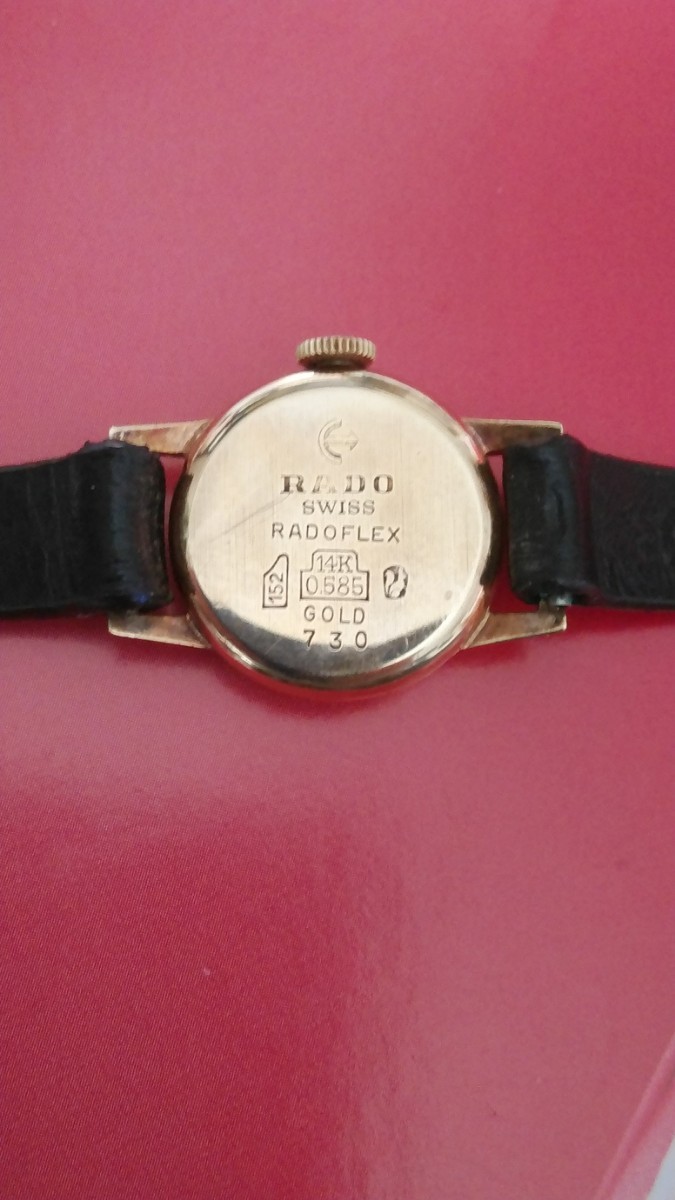 RADO
SWISS
RADOFLEX
152 14K 0.585
GOLD
730